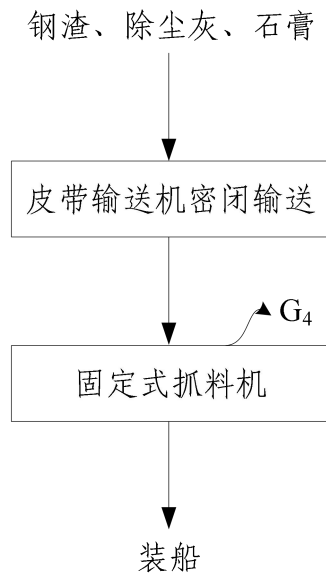 钢渣、除尘灰、石膏
皮带输送机密闭输送
G₄
固定式抓料机
装船